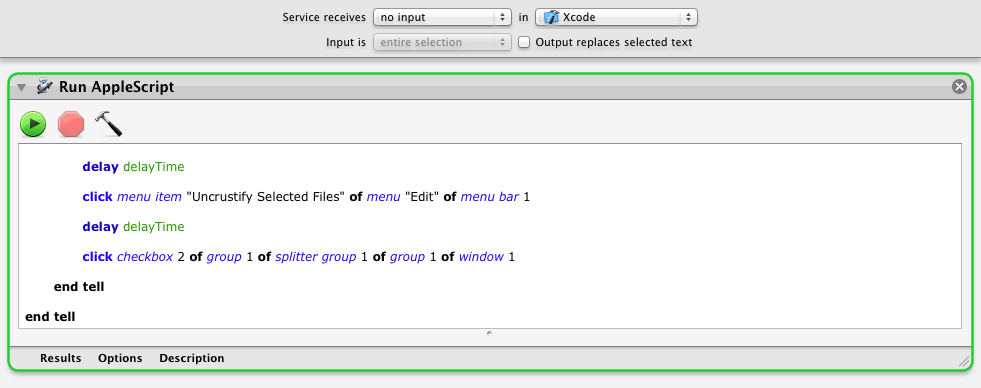 Service receives no input in Xcode
Input is entire selection Output replaces selected text
Run AppleScript
delay delayTime
click menu item "Uncrustify Selected Files" of menu "Edit" of menu bar 1
delay delayTime
click checkbox 2 of group 1 of splitter group 1 of group 1 of window 1
end tell
end tell
Results Options Description